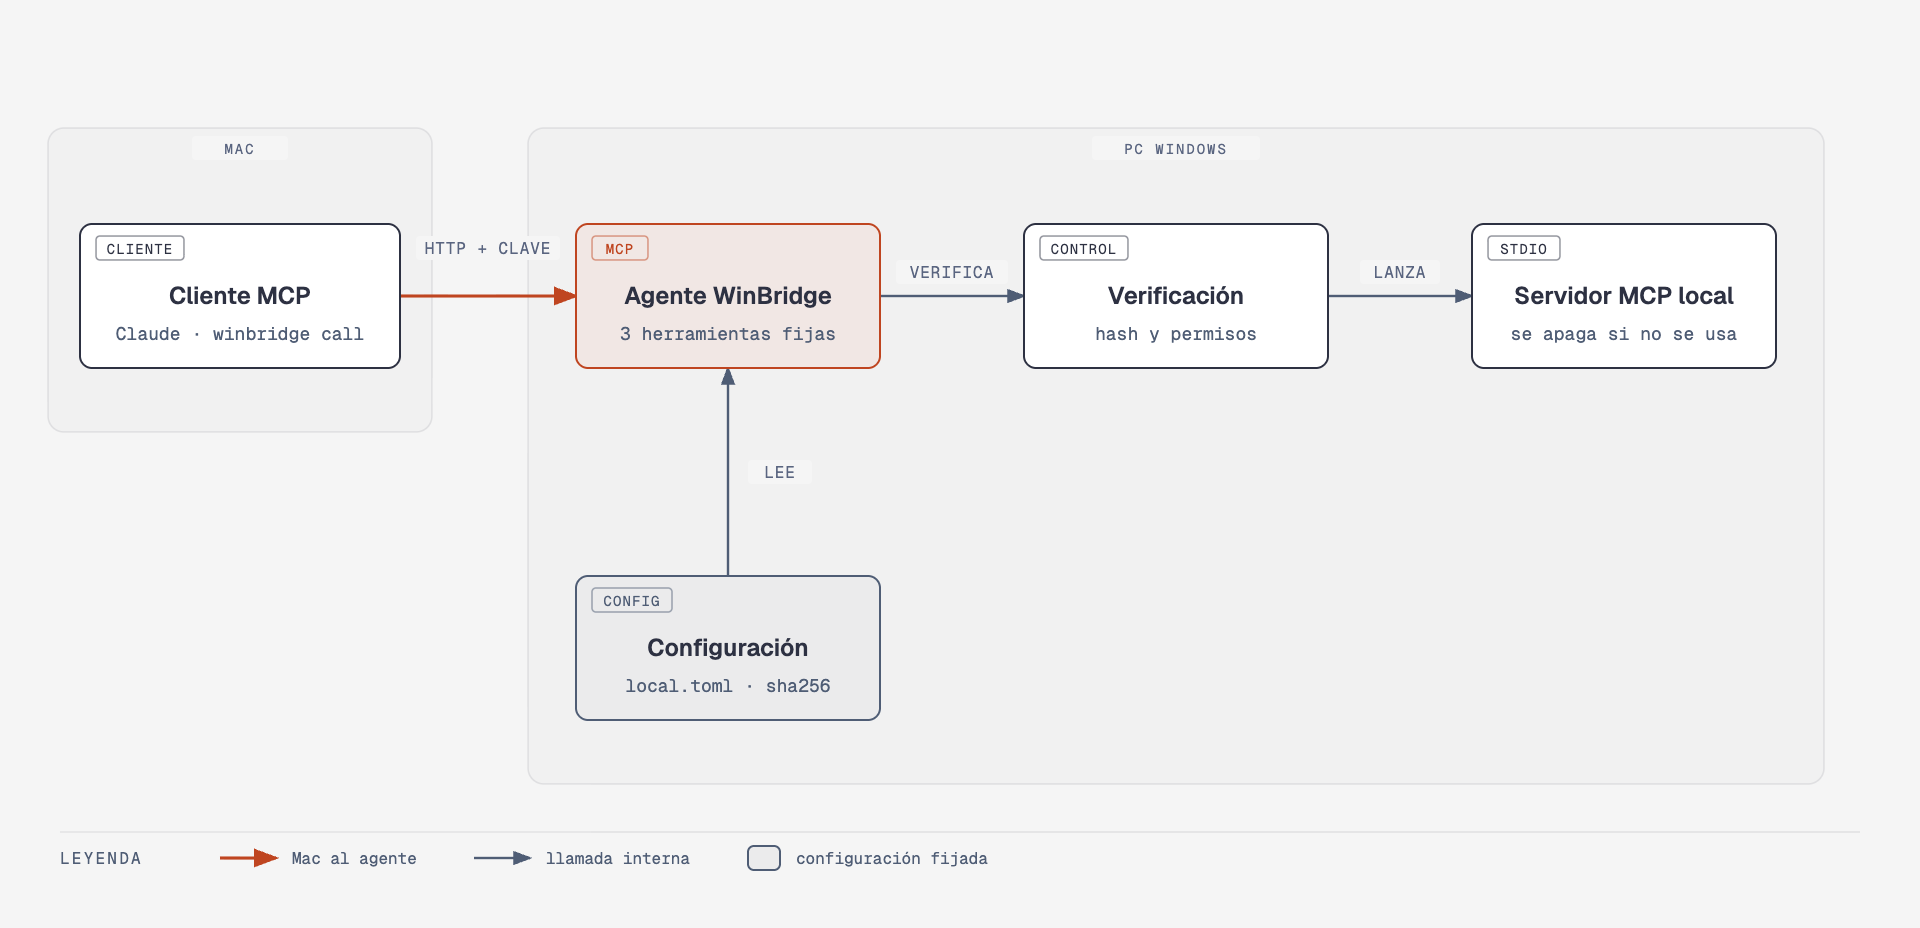 MAC
PC WINDOWS
CLIENTE
Cliente MCP
Claude · winbridge call
HTTP + CLAVE
MCP
Agente WinBridge
3 herramientas fijas
VERIFICA
CONTROL
Verificación
hash y permisos
LANZA
STDIO
Servidor MCP local
se apaga si no se usa
LEE
CONFIG
Configuración
local.toml · sha256
LEYENDA
Mac al agente
llamada interna
configuración fijada